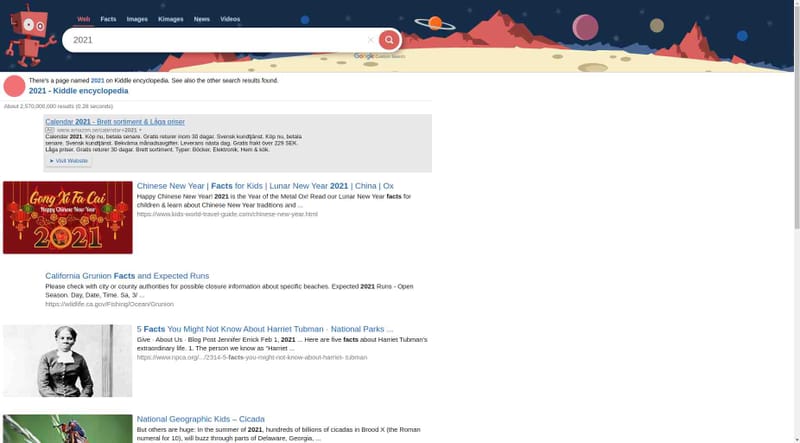 Web Facts Images Kimages News Videos
2021
Google Custom Search
There's a page named 2021 on Kiddle encyclopedia. See also the other search results found.
2021 - Kiddle encyclopedia
About 2,570,000,000 results (0.28 seconds)
Calendar 2021 - Brett sortiment & Låga priser
Ad www.amazon.se/calendar+2021
Calendar 2021. Köp nu, betala senare. Gratis returer inom 30 dagar. Svensk kundtjänst. Köp nu, betala
senare. Svensk kundtjänst. Bekväma månadsavgifter. Leverans nästa dag. Gratis frakt över 229 SEK.
Låga priser. Gratis returer 30 dagar. Brett sortiment. Typer: Böcker, Elektronik, Hem & kök.
► Visit Website
Gong Xi Fa Cai
Happy Chinese New Year
2021
Chinese New Year | Facts for Kids | Lunar New Year 2021 | China | Ox
Happy Chinese New Year! 2021 is the Year of the Metal Ox! Read our Lunar New Year facts for
children & learn about Chinese New Year traditions and ...
https://www.kids-world-travel-guide.com/chinese-new-year.html
California Grunion Facts and Expected Runs
Please check with city or county authorities for possible closure information about specific beaches. Expected 2021 Runs - Open
Season. Day, Date, Time. Sa, 3/ ...
https://wildlife.ca.gov/Fishing/Ocean/Grunion
5 Facts You Might Not Know About Harriet Tubman · National Parks ...
Give · About Us · Blog Post Jennifer Errick Feb 1, 2021 ... Here are five facts about Harriet Tubman's
extraordinary life. 1. The person we know as "Harriet ...
https://www.npca.org/.../2314-5-facts-you-might-not-know-about-harriet- tubman
National Geographic Kids – Cicada
But others are huge: In the summer of 2021, hundreds of billions of cicadas in Brood X (the Roman
numeral for 10), will buzz through parts of Delaware, Georgia, ...